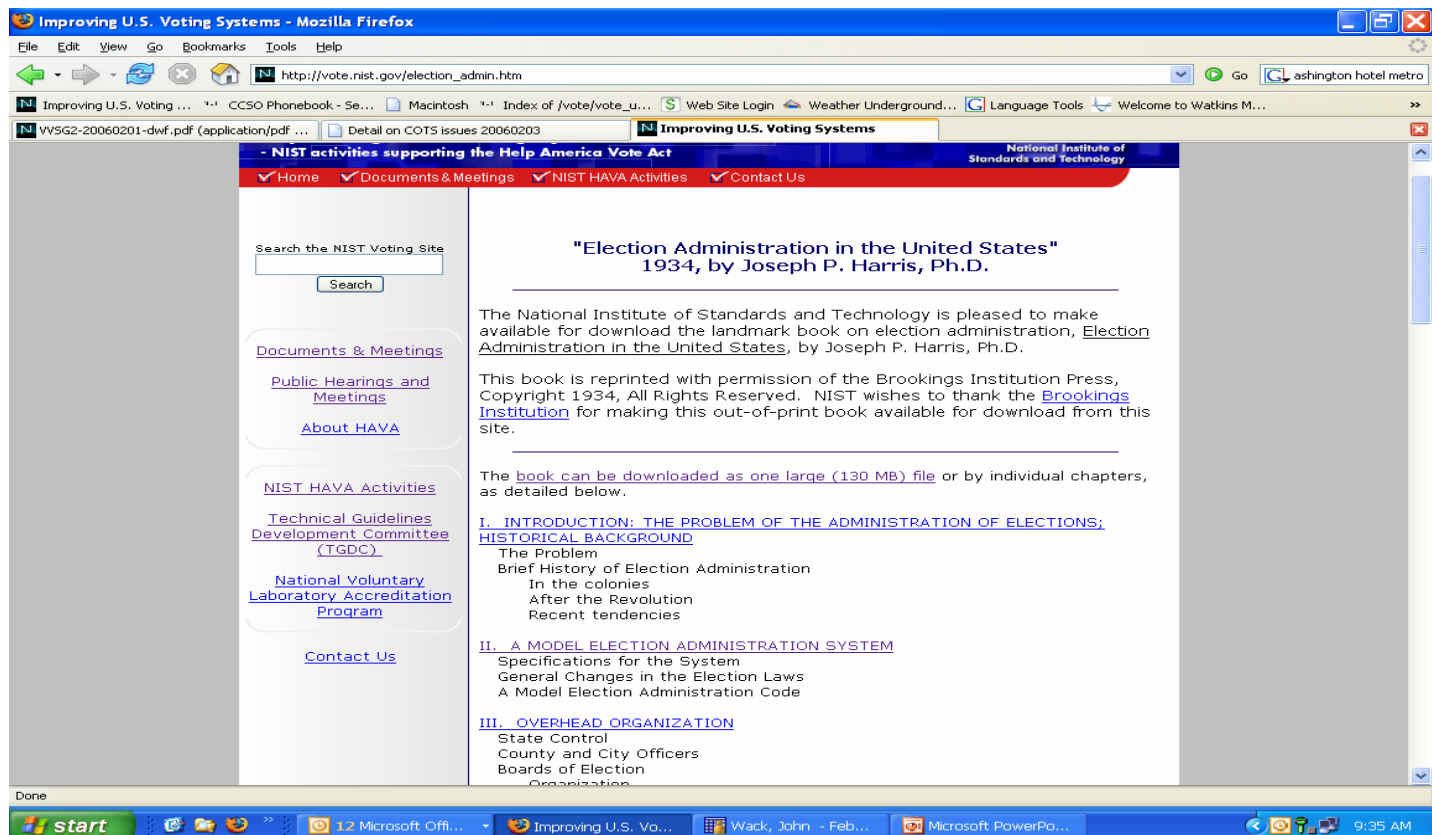 Improving U.S. Voting Systems - Mozilla Firefox
File Edit View Go Bookmarks Tools Help
http://vote.nist.gov/election_admin.htm
Go
ashington hotel metro
Improving U.S. Voting ... CCSO Phonebook - Se... Macintosh Index of /vote/vote_u... Web Site Login Weather Underground... Language Tools Welcome to Watkins M... »
VVSG2-20060201-dwf.pdf (application/pdf ... Detail on COTS issues 20060203 Improving U.S. Voting Systems
- NIST activities supporting the Help America Vote Act
National Institute of
Standards and Technology
Home Documents & Meetings NIST HAVA Activities Contact Us
Search the NIST Voting Site
Search
Documents & Meetings
Public Hearings and
Meetings
About HAVA
NIST HAVA Activities
Technical Guidelines
Development Committee
(TGDC)
National Voluntary
Laboratory Accreditation
Program
Contact Us
"Election Administration in the United States"
1934, by Joseph P. Harris, Ph.D.
The National Institute of Standards and Technology is pleased to make
available for download the landmark book on election administration, Election
Administration in the United States, by Joseph P. Harris, Ph.D.
This book is reprinted with permission of the Brookings Institution Press,
Copyright 1934, All Rights Reserved. NIST wishes to thank the Brookings
Institution for making this out-of-print book available for download from this
site.
The book can be downloaded as one large (130 MB) file or by individual chapters,
as detailed below.
I. INTRODUCTION: THE PROBLEM OF THE ADMINISTRATION OF ELECTIONS;
HISTORICAL BACKGROUND
The Problem
Brief History of Election Administration
In the colonies
After the Revolution
Recent tendencies
II. A MODEL ELECTION ADMINISTRATION SYSTEM
Specifications for the System
General Changes in the Election Laws
A Model Election Administration Code
III. OVERHEAD ORGANIZATION
State Control
County and City Officers
Boards of Election
Organization
Done
start » 12 Microsoft Offi... Improving U.S. Vo... Wack, John - Feb... Microsoft PowerPo... 9:35 AM